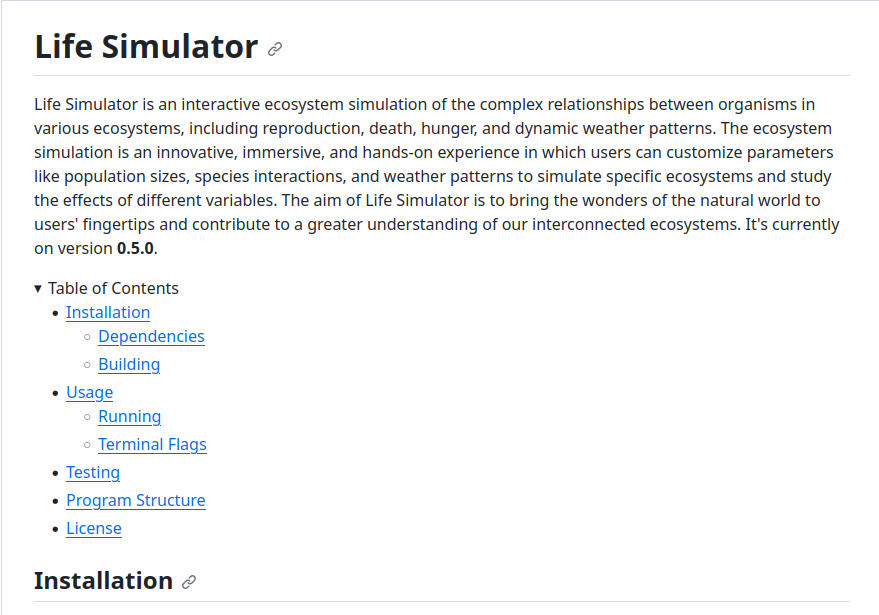 Life Simulator
Life Simulator is an interactive ecosystem simulation of the complex relationships between organisms in
various ecosystems, including reproduction, death, hunger, and dynamic weather patterns. The ecosystem
simulation is an innovative, immersive, and hands-on experience in which users can customize parameters
like population sizes, species interactions, and weather patterns to simulate specific ecosystems and study
the effects of different variables. The aim of Life Simulator is to bring the wonders of the natural world to
users' fingertips and contribute to a greater understanding of our interconnected ecosystems. It's currently
on version 0.5.0.
Table of Contents
Installation
Dependencies
Building
Usage
Running
Terminal Flags
Testing
Program Structure
License
Installation